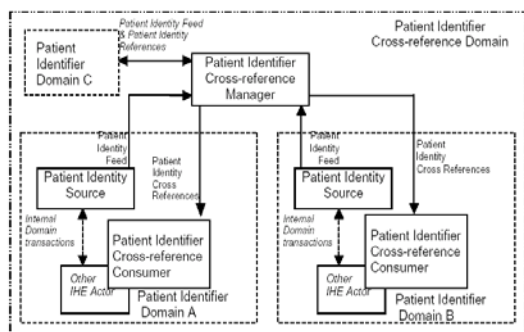 Patient Identifier
Cross-reference Domain
Patient
Identifier
Domain C
Patient Identity Feed
& Patient Identity
References
Patient Identifier
Cross-reference
Manager
Patient
Identity
Feed
Patient
Identity
Cross
References
Patient Identity
Source
Internal
Domain
transactions
Patient Identifier
Cross-reference
Consumer
Other
IHE Actor
Patient Identifier
Domain A
Patient
Identity
Feed
Patient
Identity
Cross References
Patient Identity
Source
Internal
Domain
transactions
Patient Identifier
Cross-reference
Consumer
Other
IHE Actor
Patient Identifier
Domain B